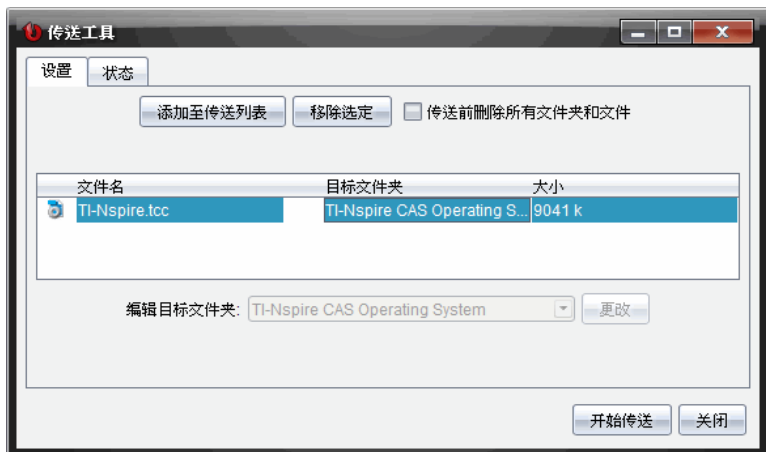 传送工具
设置 状态
添加至传送列表 移除选定 传送前删除所有文件夹和文件
文件名 目标文件夹 大小
TI-Nspire.tcc TI-Nspire CAS Operating S... 9041 k
编辑目标文件夹: TI-Nspire CAS Operating System 更改
开始传送 关闭